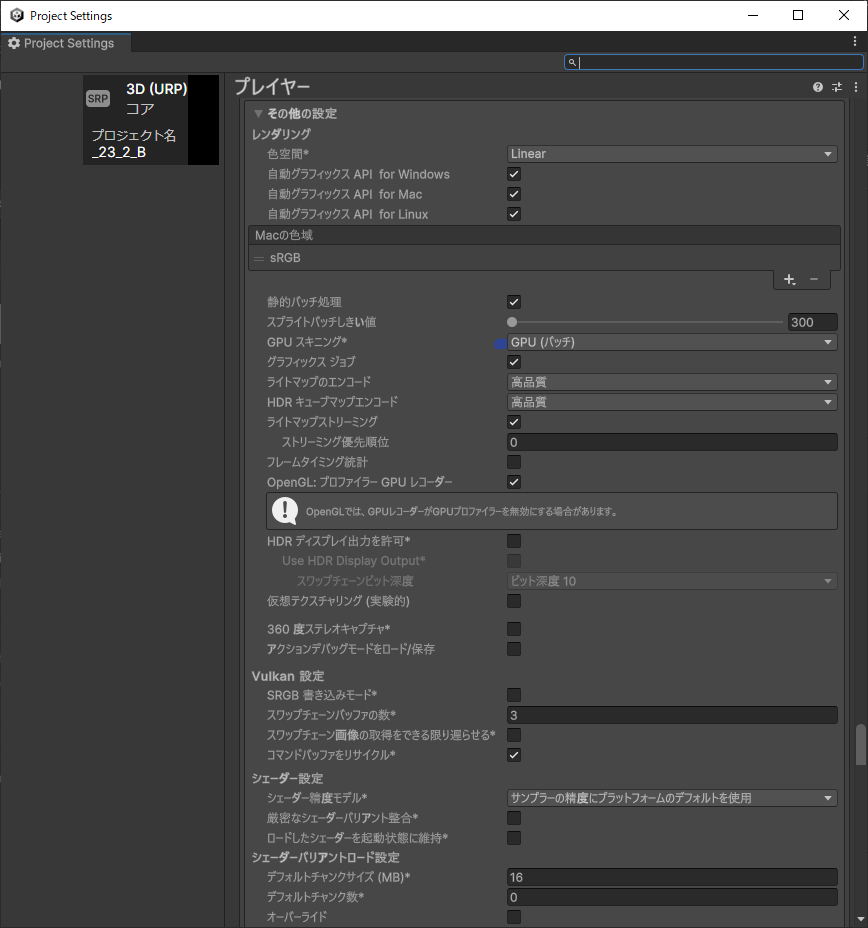 Project Settings
Project Settings
SRP
3D (URP)
コア
プロジェクト名
_23_2_B
プレイヤー
その他の設定
レンダリング
色空間* Linear
自動グラフィックス API for Windows
自動グラフィックス API for Mac
自動グラフィックス API for Linux
Macの色域
sRGB
静的バッチ処理
スプライトバッチしきい値 300
GPU スキニング* GPU (バッチ)
グラフィックス ジョブ
ライトマップのエンコード 高品質
HDR キューブマップエンコード 高品質
ライトマップストリーミング
ストリーミング優先順位 0
フレームタイミング統計
OpenGL: プロファイラー GPU レコーダー
OpenGLでは、GPUレコーダーがGPUプロファイラーを無効にする場合があります。
HDR ディスプレイ出力を許可*
Use HDR Display Output*
スワップチェーンビット深度 ビット深度 10
仮想テクスチャリング (実験的)
360 度ステレオキャプチャ*
アクションデバッグモードをロード/保存
Vulkan 設定
SRGB 書き込みモード*
スワップチェーンバッファの数* 3
スワップチェーン画像の取得をできる限り遅らせる*
コマンドバッファをリサイクル*
シェーダー設定
シェーダー精度モデル* サンプラーの精度にプラットフォームのデフォルトを使用
厳密なシェーダーバリアント整合*
ロードしたシェーダーを起動状態に維持*
シェーダーバリアントロード設定
デフォルトチャンクサイズ (MB)* 16
デフォルトチャンク数* 0
オーバーライド